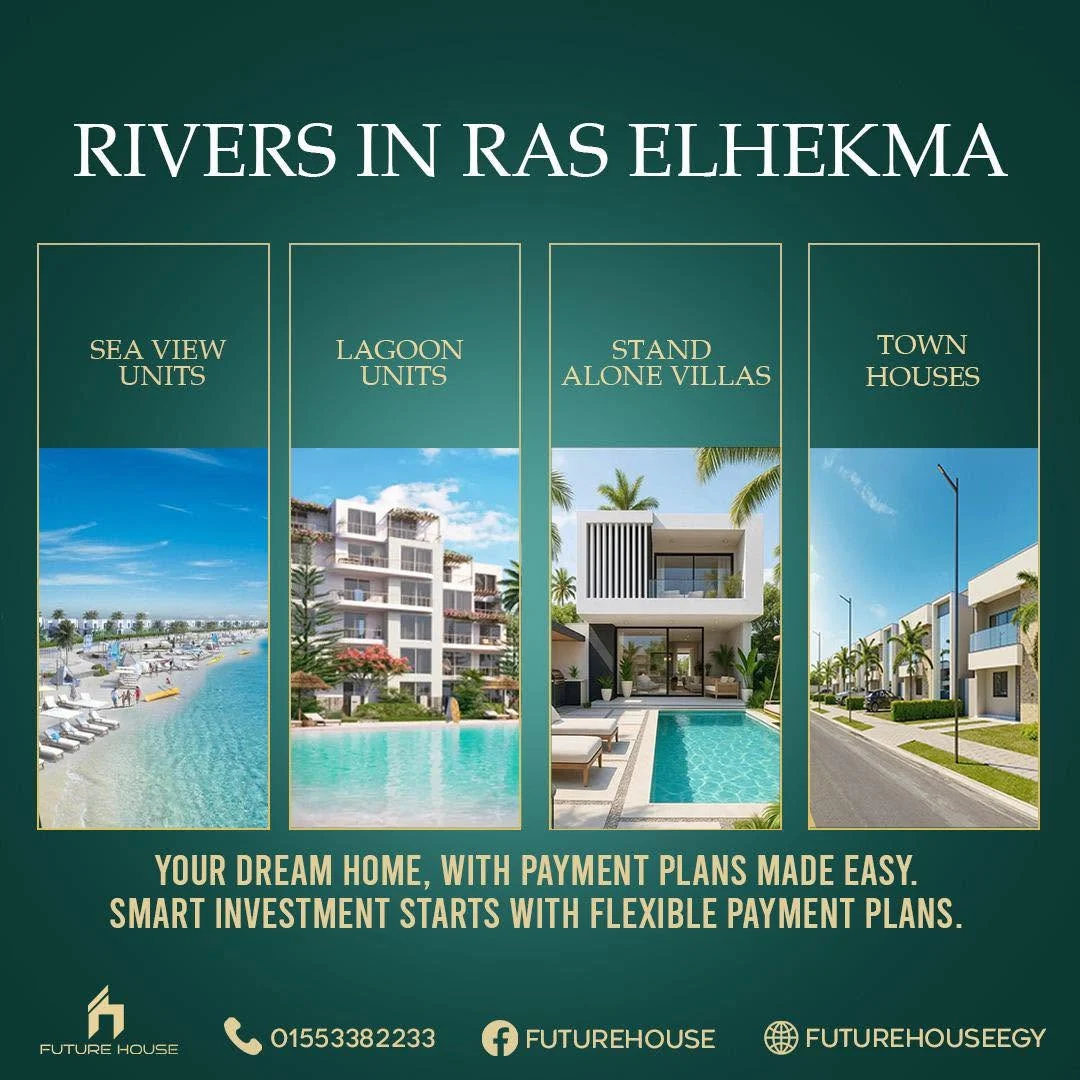 RIVERS IN RAS ELHEKMA
SEA VIEW
UNITS
LAGOON
UNITS
STAND
ALONE VILLAS
TOWN
HOUSES
YOUR DREAM HOME, WITH PAYMENT PLANS MADE EASY.
SMART INVESTMENT STARTS WITH FLEXIBLE PAYMENT PLANS.
FUTURE HOUSE
01553382233
FUTUREHOUSE
FUTUREHOUSEEGY